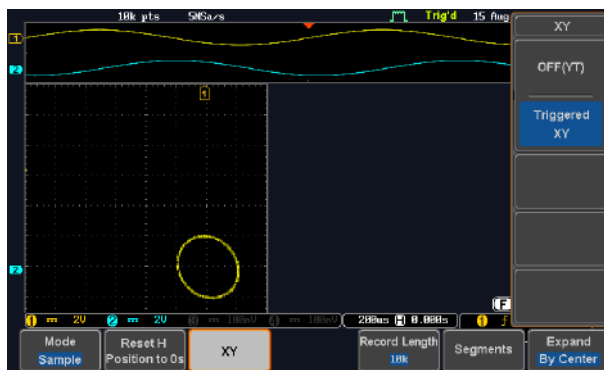 10k pts 5MSa/s Trig'd 15 Aug
XY
1
2
OFF(YT)
1
Triggered
XY
2
F
1 2V 2 2V 3 100mV 4 100mV 200us H 0.000s 1
Mode
Sample
Reset H
Position to 0s
XY
Record Length
10k
Segments
Expand
By Center